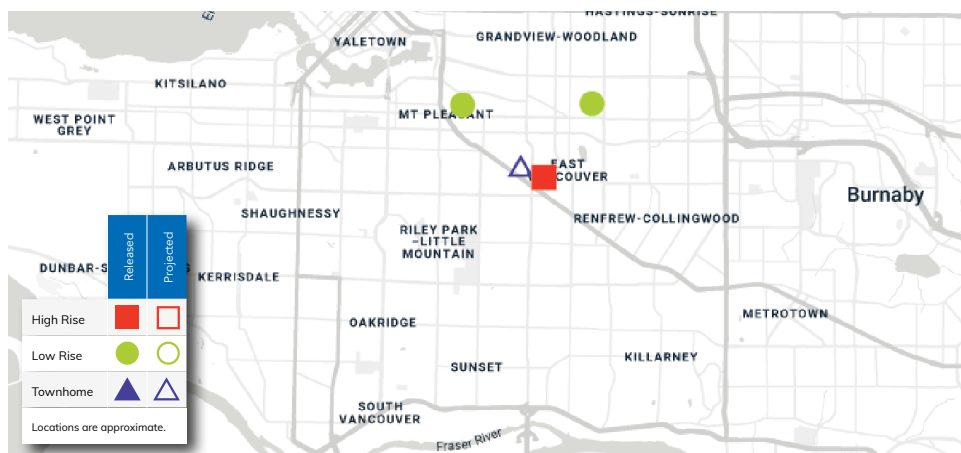 HASTINGS-SUNRISE
YALETOWN
GRANDVIEW-WOODLAND
KITSILANO
MT PLEASANT
WEST POINT
GREY
ARBUTUS RIDGE
EAST
Burnaby
SHAUGHNESSY
RENFREW-COLLINGWOOD
RILEY PARK
–LITTLE
MOUNTAIN
DUNBAR-S
KERRISDALE
METROTOWN
OAKRIDGE
KILLARNEY
SUNSET
SOUTH
VANCOUVER
Fraser River
Released
Projected
High Rise
Low Rise
Townhome
Locations are approximate.